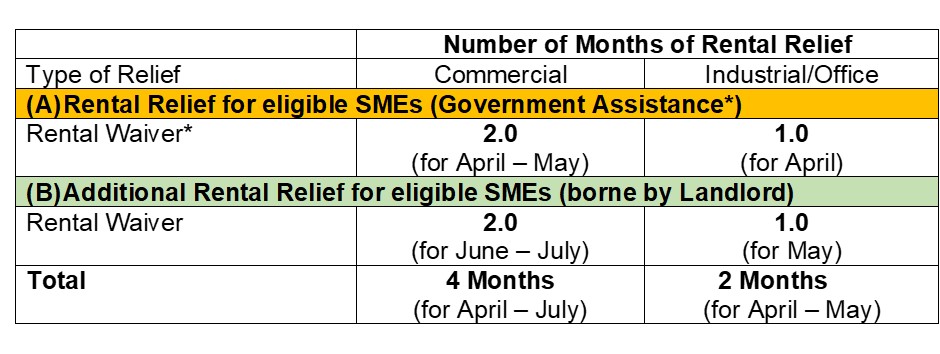 Number of Months of Rental Relief
Type of Relief Commercial Industrial/Office
(A)Rental Relief for eligible SMEs (Government Assistance*)
Rental Waiver* 2.0 1.0
(for April – May) (for April)
(B)Additional Rental Relief for eligible SMEs (borne by Landlord)
Rental Waiver 2.0 1.0
(for June – July) (for May)
Total 4 Months 2 Months
(for April – July) (for April – May)